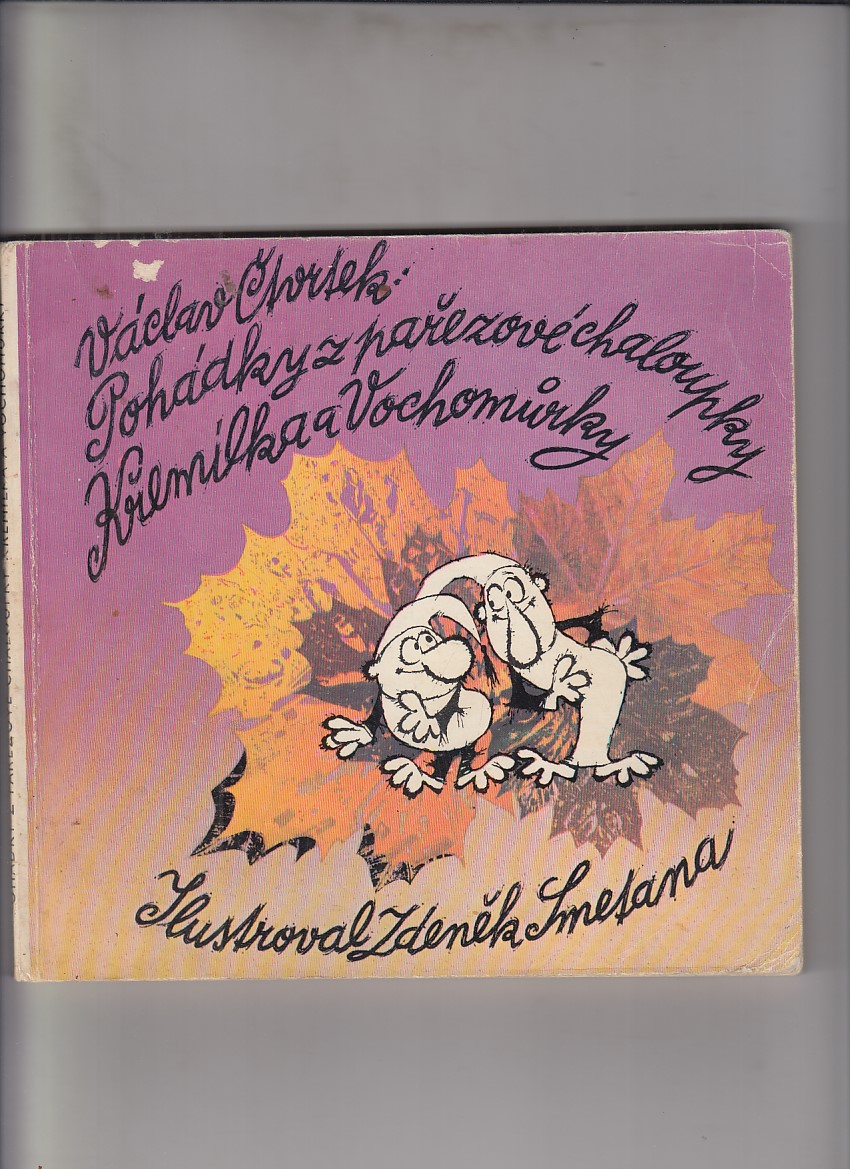 Václav Čtvrtek:
Pohádky z pařezové chaloupky
Křemílka a Vochomůrky
Ilustroval Zdeněk Smetana